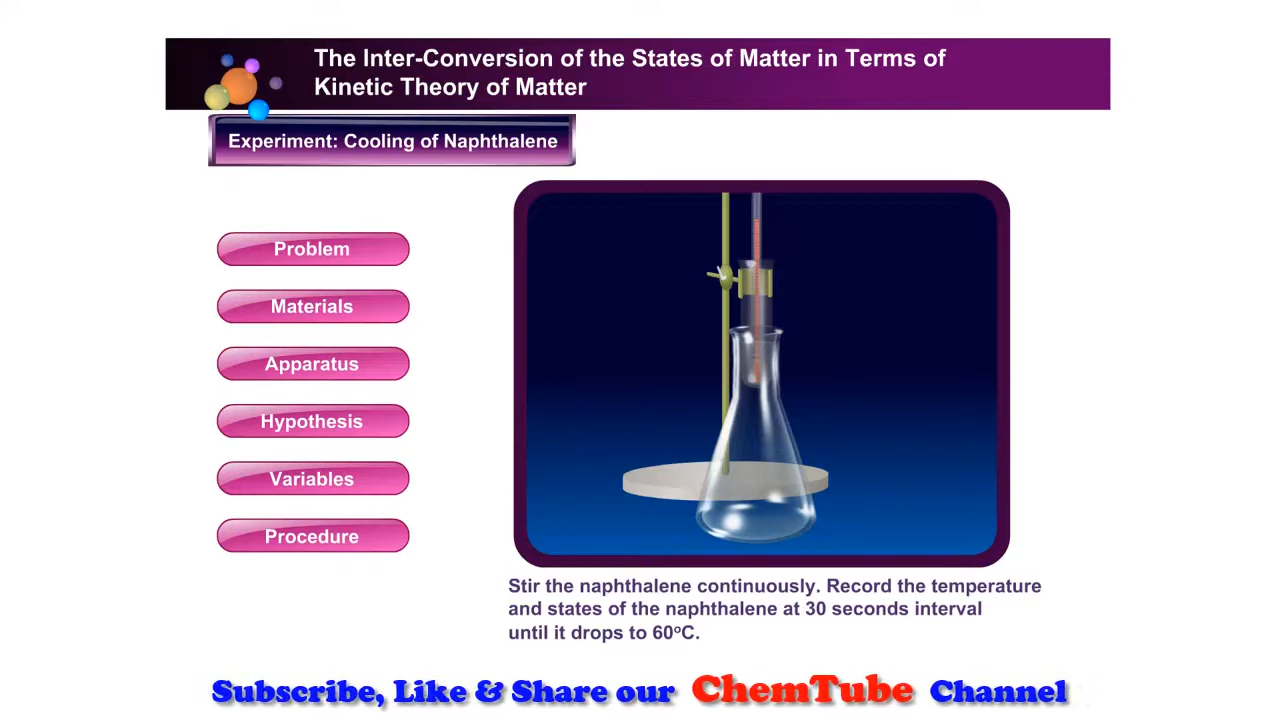 The Inter-Conversion of the States of Matter in Terms of
Kinetic Theory of Matter
Experiment: Cooling of Naphthalene
Problem
Materials
Apparatus
Hypothesis
Variables
Procedure
Stir the naphthalene continuously. Record the temperature
and states of the naphthalene at 30 seconds interval
until it drops to 60ºC.
Subscribe, Like & Share our ChemTube Channel